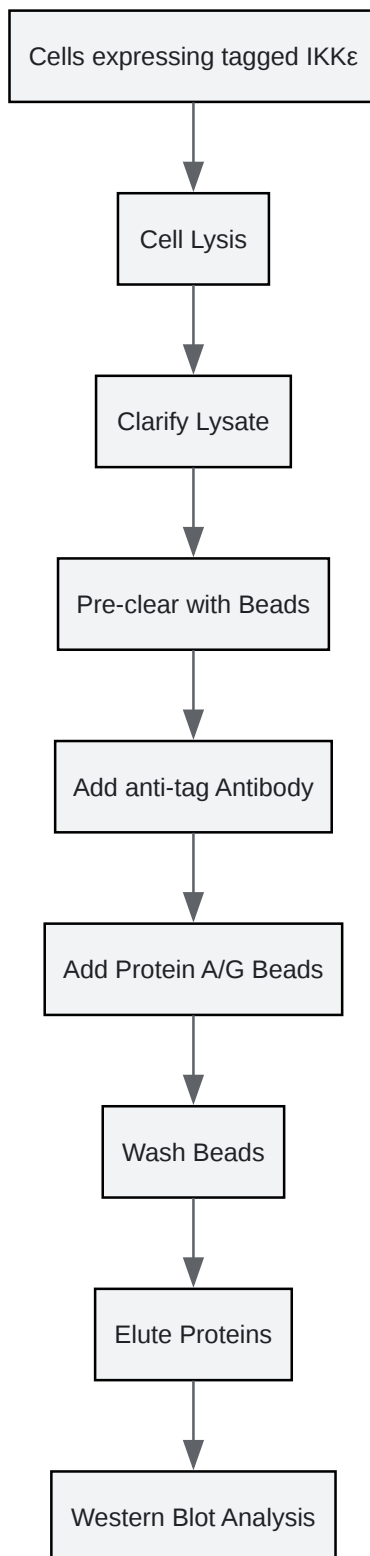 Cells expressing tagged IKKε
Cell Lysis
Clarify Lysate
Pre-clear with Beads
Add anti-tag Antibody
Add Protein A/G Beads
Wash Beads
Elute Proteins
Western Blot Analysis